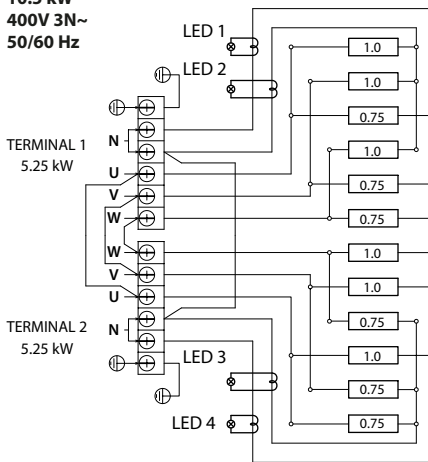 10.5 kW
400V 3N~
50/60 Hz
LED 1
LED 2
N
TERMINAL 1
5.25 kW
U
V
W
W
V
U
N
TERMINAL 2
5.25 kW
LED 3
LED 4
1.0
1.0
0.75
1.0
0.75
0.75
1.0
1.0
0.75
1.0
0.75
0.75